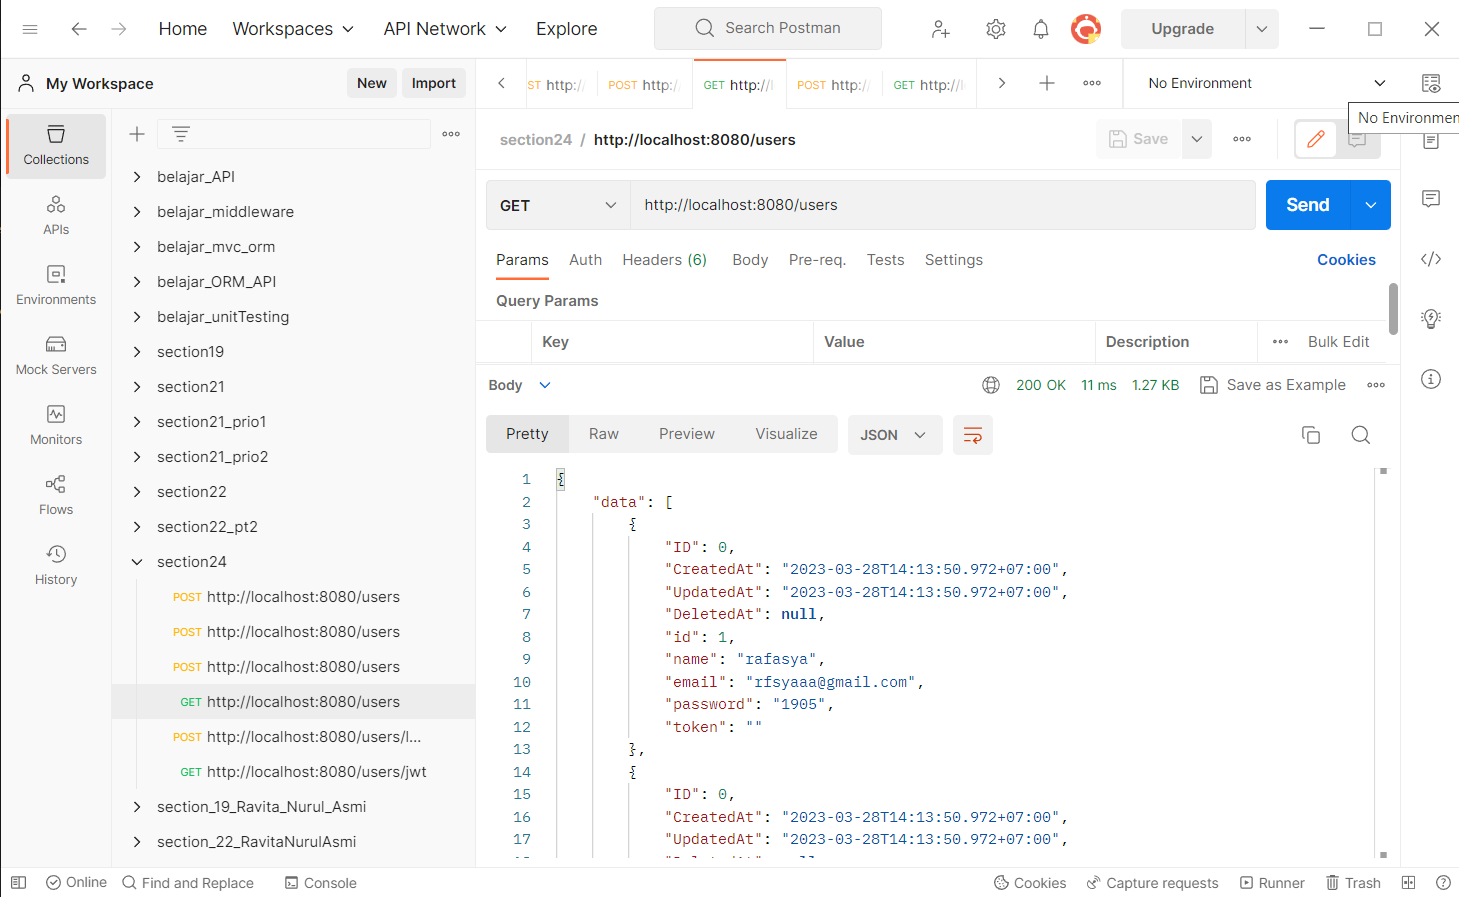 Home
Workspaces
API Network
Explore
Search Postman
Upgrade
My Workspace
New
Import
ST http://
POST http:/
GET http://
POST http:/
GET http://
No Environment
No Environmen
Collections
APIs
Environments
Mock Servers
Monitors
Flows
History
belajar_API
belajar_middleware
belajar_mvc_orm
belajar_ORM_API
belajar_unitTesting
section19
section21
section21_prio1
section21_prio2
section22
section22_pt2
section24
POST http://localhost:8080/users
POST http://localhost:8080/users
POST http://localhost:8080/users
GET http://localhost:8080/users
POST http://localhost:8080/users/l...
GET http://localhost:8080/users/jwt
section_19_Ravita_Nurul_Asmi
section_22_RavitaNurulAsmi
section24 / http://localhost:8080/users
Save
GET
http://localhost:8080/users
Send
Params
Auth
Headers (6)
Body
Pre-req.
Tests
Settings
Cookies
Query Params
Key
Value
Description
Bulk Edit
Body
200 OK
11 ms
1.27 KB
Save as Example
Pretty
Raw
Preview
Visualize
JSON
1 {
2 "data": [
3 {
4 "ID": 0,
5 "CreatedAt": "2023-03-28T14:13:50.972+07:00",
6 "UpdatedAt": "2023-03-28T14:13:50.972+07:00",
7 "DeletedAt": null,
8 "id": 1,
9 "name": "rafasya",
10 "email": "rfsyaaa@gmail.com",
11 "password": "1905",
12 "token": ""
13 },
14 {
15 "ID": 0,
16 "CreatedAt": "2023-03-28T14:13:50.972+07:00",
17 "UpdatedAt": "2023-03-28T14:13:50.972+07:00",
Online
Find and Replace
Console
Cookies
Capture requests
Runner
Trash